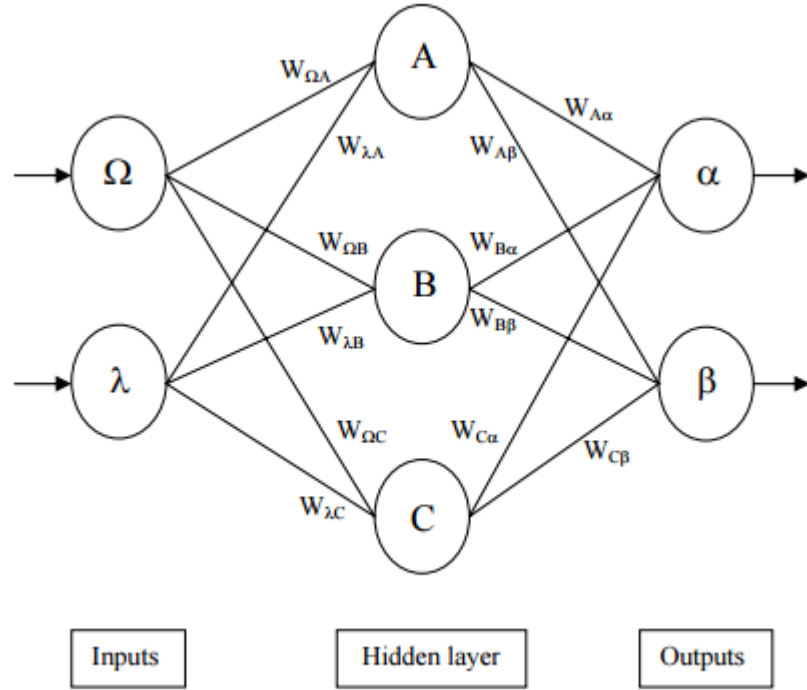 A
W_ΩA
W_Aα
W_λA
W_Aβ
Ω
α
W_ΩB
W_Bα
B
W_λB
W_Bβ
λ
β
W_ΩC
W_Cα
W_Cβ
W_λC
C
Inputs
Hidden layer
Outputs